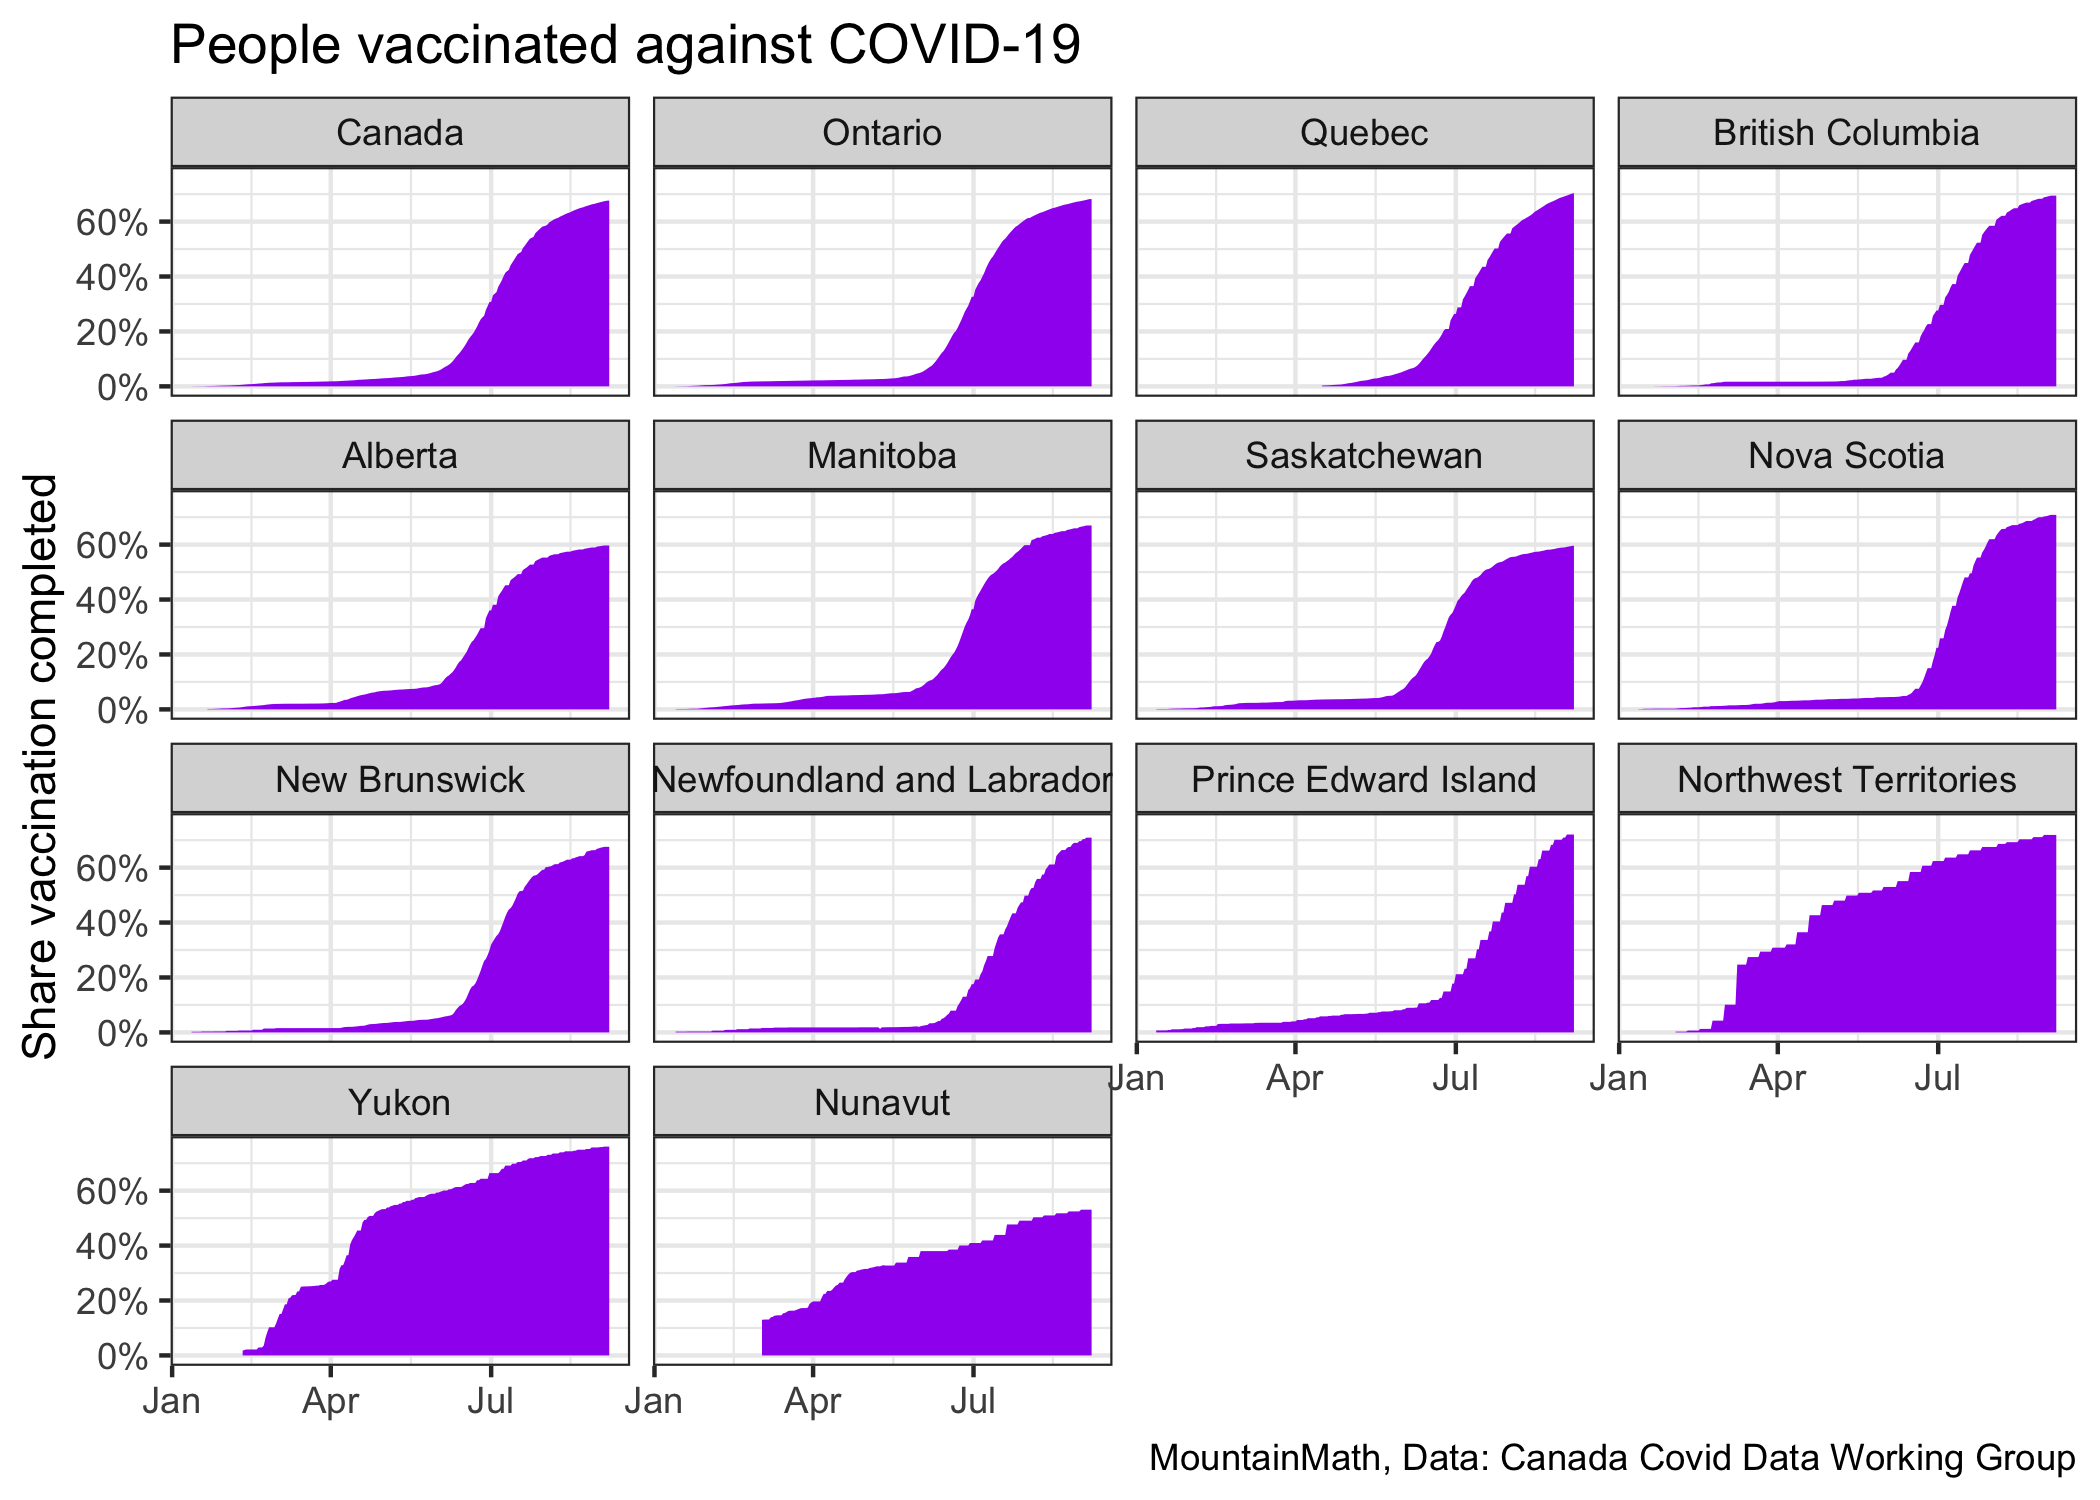 People vaccinated against COVID-19
Share vaccination completed
Canada
Ontario
Quebec
British Columbia
60%
40%
20%
0%
Alberta
Manitoba
Saskatchewan
Nova Scotia
60%
40%
20%
0%
New Brunswick
Newfoundland and Labrador
Prince Edward Island
Northwest Territories
60%
40%
20%
0%
Jan Apr Jul
Jan Apr Jul
Yukon
Nunavut
60%
40%
20%
0%
Jan Apr Jul
Jan Apr Jul
MountainMath, Data: Canada Covid Data Working Group